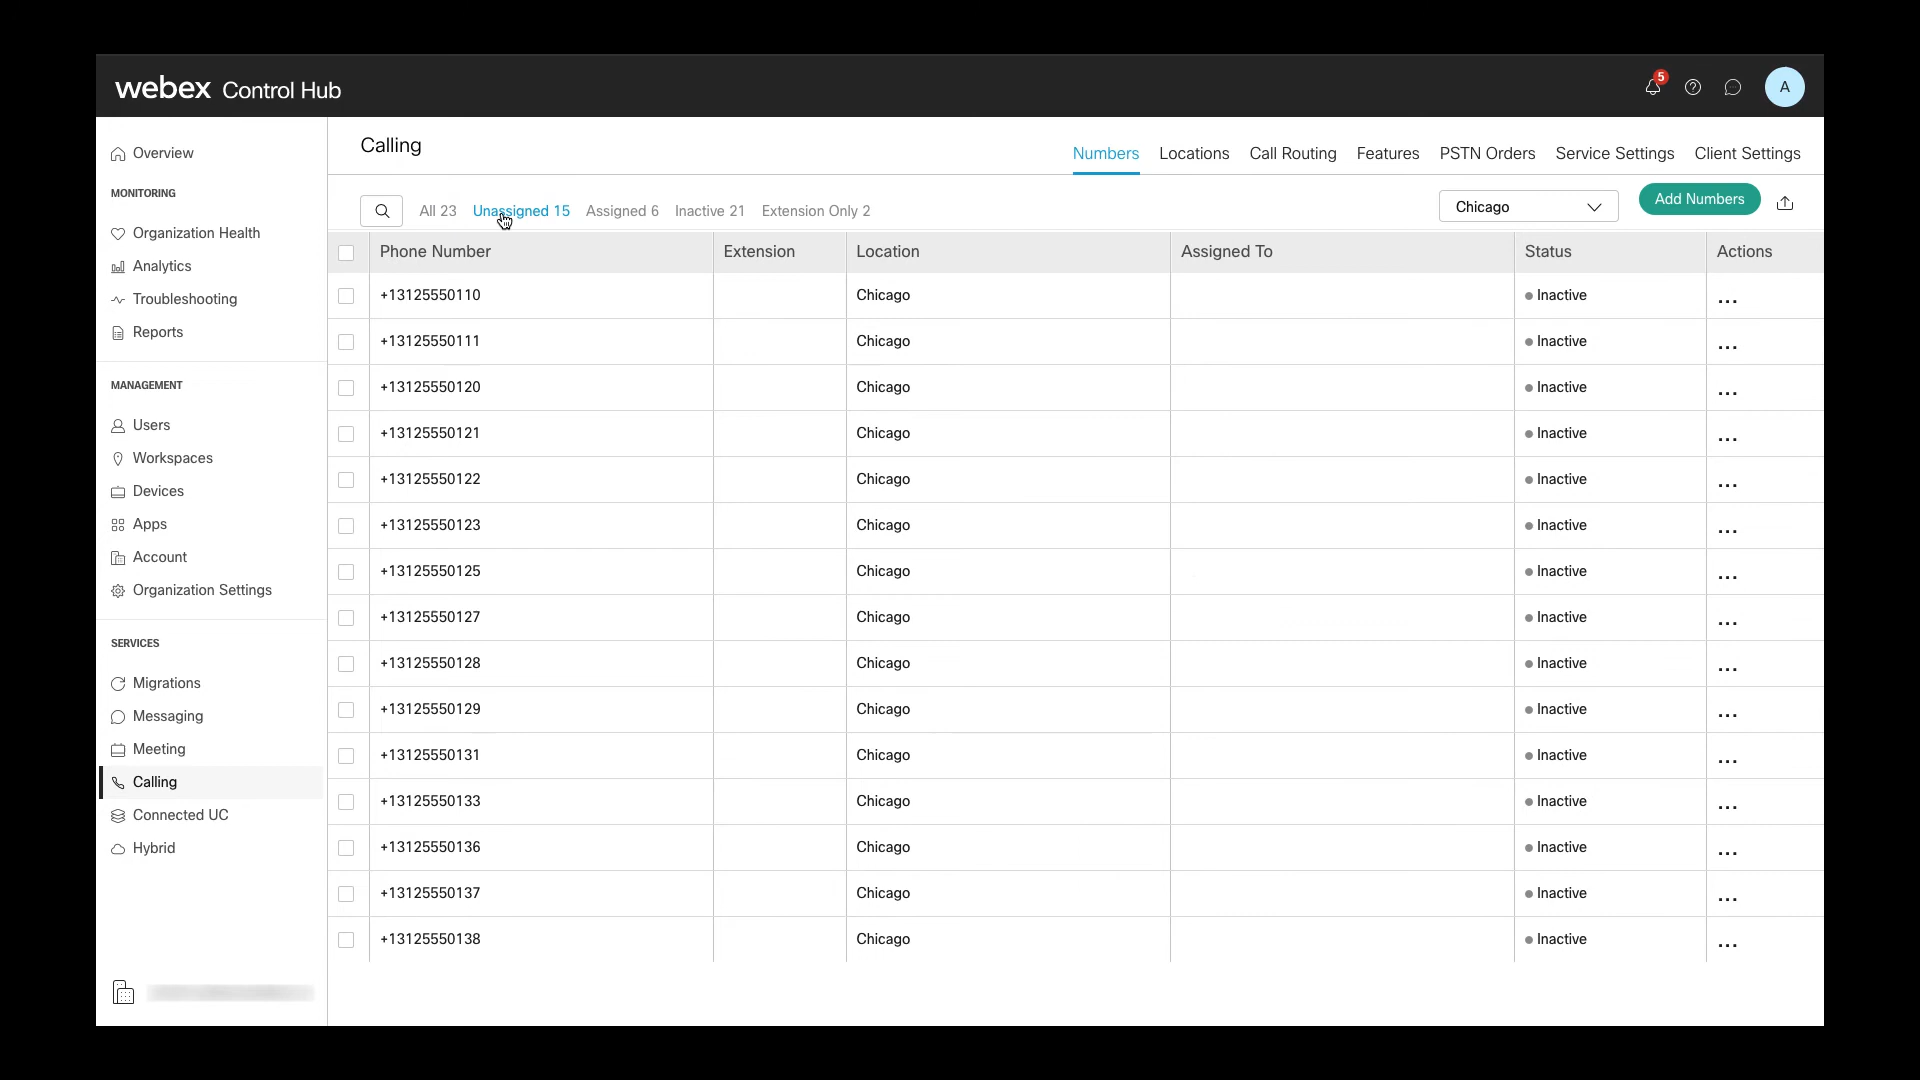 webex Control Hub
5
A
Overview
MONITORING
Organization Health
Analytics
Troubleshooting
Reports
MANAGEMENT
Users
Workspaces
Devices
Apps
Account
Organization Settings
SERVICES
Migrations
Messaging
Meeting
Calling
Connected UC
Hybrid
Calling
Numbers Locations Call Routing Features PSTN Orders Service Settings Client Settings
All 23 Unassigned 15 Assigned 6 Inactive 21 Extension Only 2
Chicago
Add Numbers
Phone Number Extension Location Assigned To Status Actions
+13125550110 Chicago Inactive ...
+13125550111 Chicago Inactive ...
+13125550120 Chicago Inactive ...
+13125550121 Chicago Inactive ...
+13125550122 Chicago Inactive ...
+13125550123 Chicago Inactive ...
+13125550125 Chicago Inactive ...
+13125550127 Chicago Inactive ...
+13125550128 Chicago Inactive ...
+13125550129 Chicago Inactive ...
+13125550131 Chicago Inactive ...
+13125550133 Chicago Inactive ...
+13125550136 Chicago Inactive ...
+13125550137 Chicago Inactive ...
+13125550138 Chicago Inactive ...